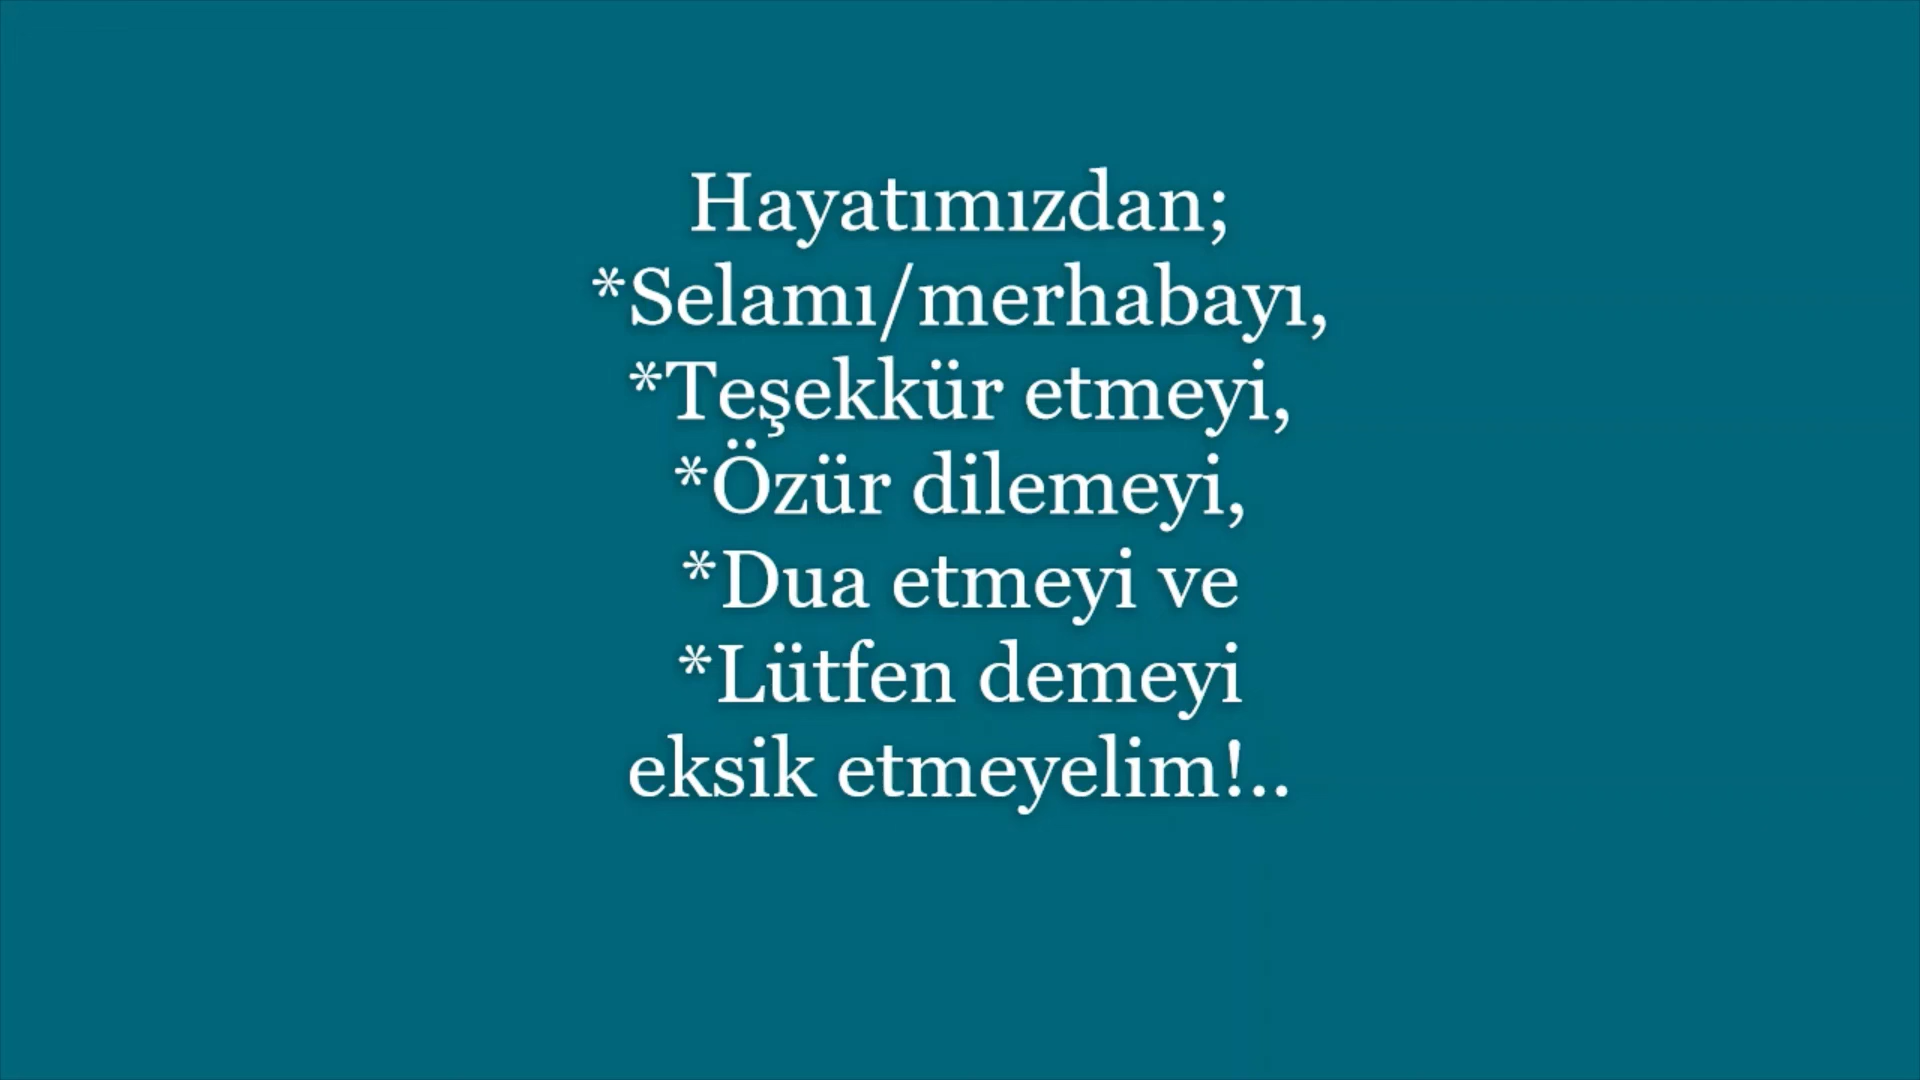 Hayatımızdan;
*Selamı/merhabayı,
*Teşekkür etmeyi,
*Özür dilemeyi,
*Dua etmeyi ve
*Lütfen demeyi
eksik etmeyelim!..